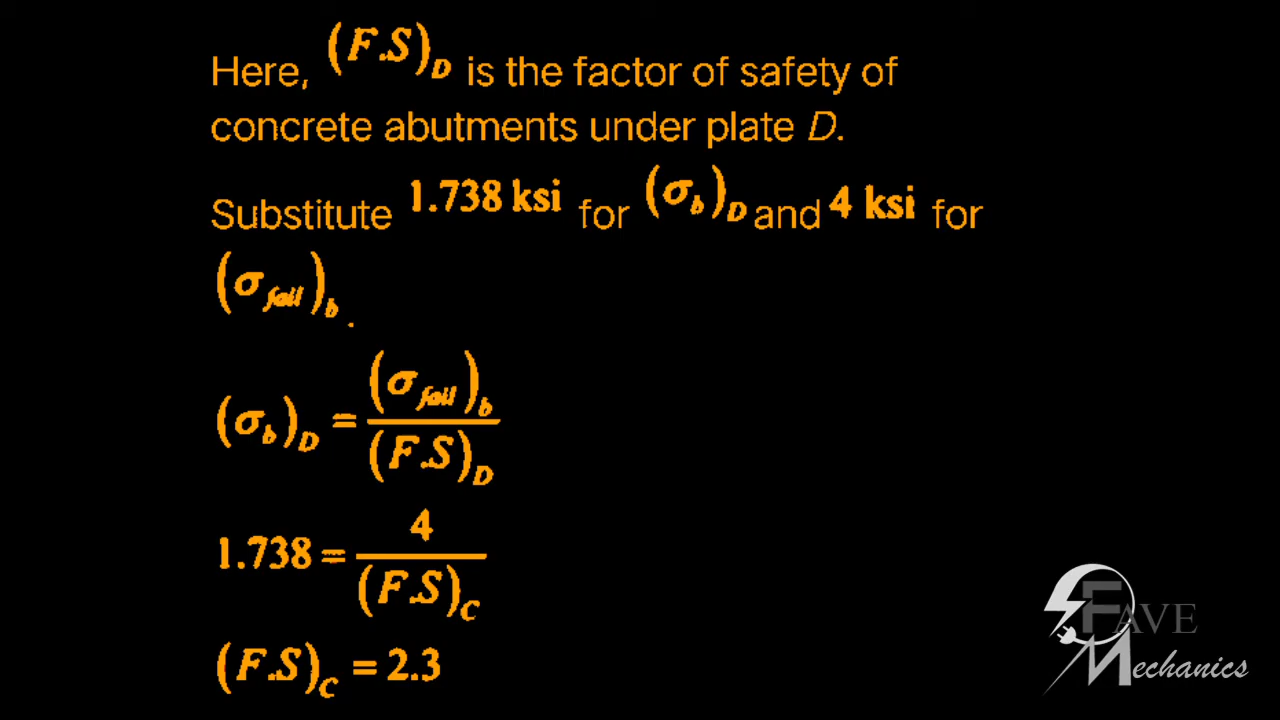 Here, (F.S)_D is the factor of safety of
concrete abutments under plate D.
Substitute 1.738 ksi for (σ_b)_D and 4 ksi for
(σ_fail)_b .
(σ_b)_D = (σ_fail)_b / (F.S)_D
1.738 = 4 / (F.S)_C
(F.S)_C = 2.3
FAVE
Mechanics